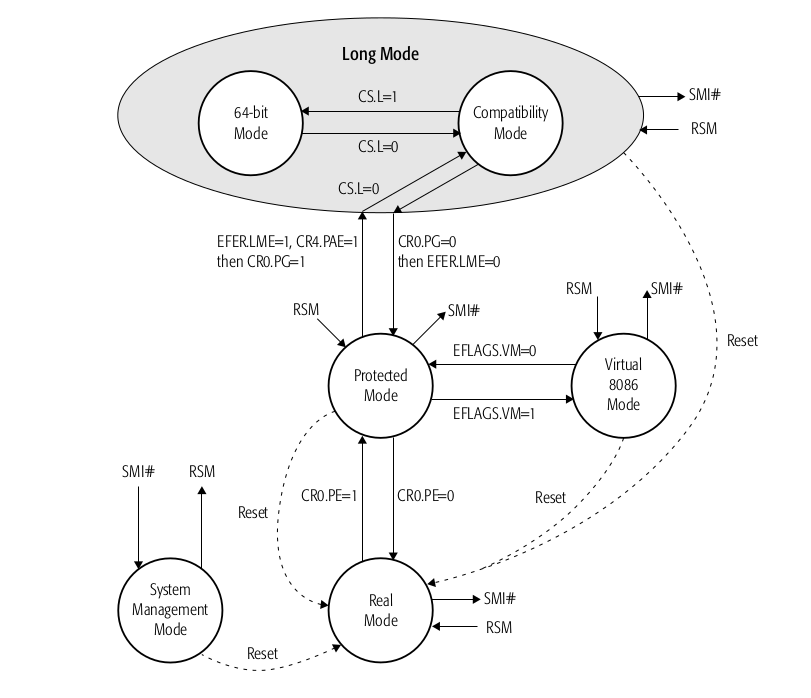 Long Mode
64-bit
Mode
CS.L=1
CS.L=0
Compatibility
Mode
SMI#
RSM
CS.L=0
EFER.LME=1, CR4.PAE=1
then CR0.PG=1
CR0.PG=0
then EFER.LME=0
RSM
SMI#
RSM
SMI#
Reset
Protected
Mode
EFLAGS.VM=0
EFLAGS.VM=1
Virtual
8086
Mode
SMI#
RSM
Reset
CR0.PE=1
CR0.PE=0
Reset
System
Management
Mode
Real
Mode
SMI#
RSM
Reset